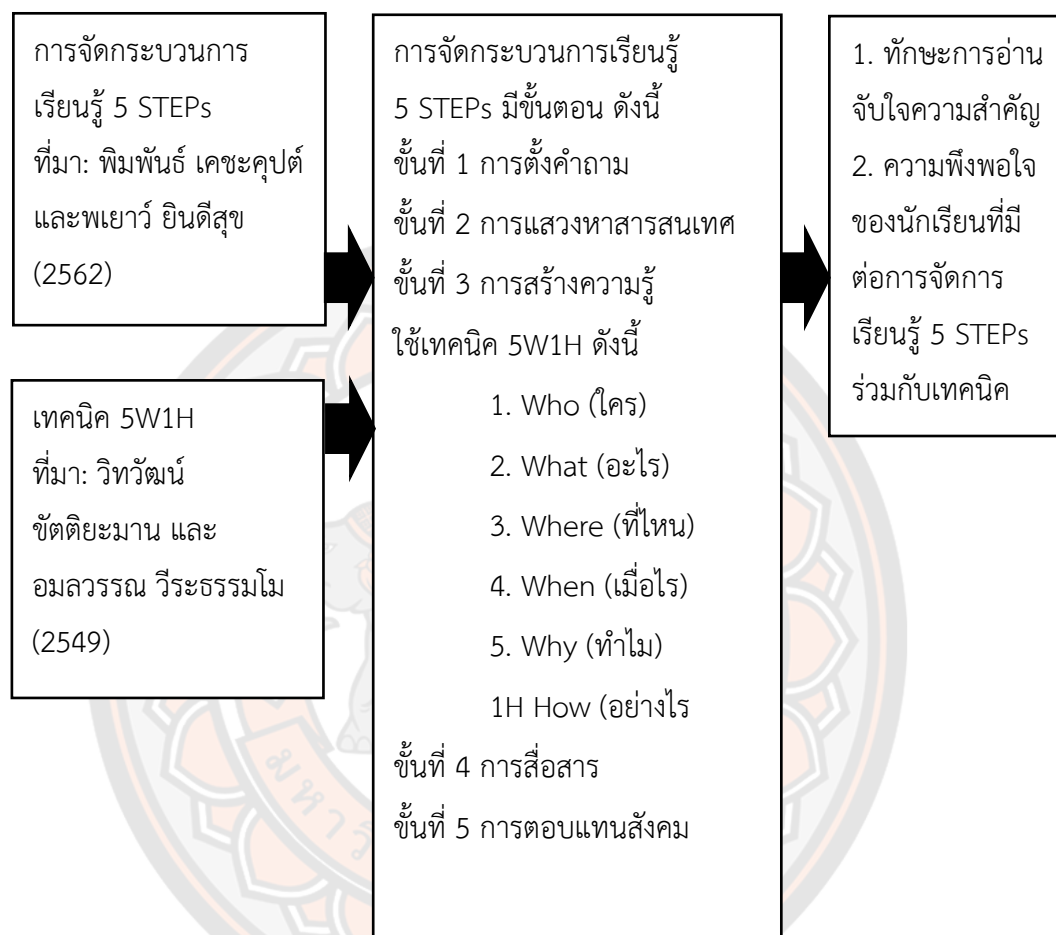 การจัดกระบวนการ
เรียนรู้ 5 STEPs
ที่มา: พิมพันธ์ เคชะคุปต์
และพเยาว์ ยินดีสุข
(2562)
เทคนิค 5W1H
ที่มา: วิทวัฒน์
ขัตติยะมาน และ
อมลวรรณ วีระธรรมโม
(2549)
การจัดกระบวนการเรียนรู้
5 STEPs มีขั้นตอน ดังนี้
ขั้นที่ 1 การตั้งคำถาม
ขั้นที่ 2 การแสวงหาสารสนเทศ
ขั้นที่ 3 การสร้างความรู้
ใช้เทคนิค 5W1H ดังนี้
1. Who (ใคร)
2. What (อะไร)
3. Where (ที่ไหน)
4. When (เมื่อไร)
5. Why (ทำไม)
1H How (อย่างไร
ขั้นที่ 4 การสื่อสาร
ขั้นที่ 5 การตอบแทนสังคม
1. ทักษะการอ่าน
จับใจความสำคัญ
2. ความพึงพอใจ
ของนักเรียนที่มี
ต่อการจัดการ
เรียนรู้ 5 STEPs
ร่วมกับเทคนิค